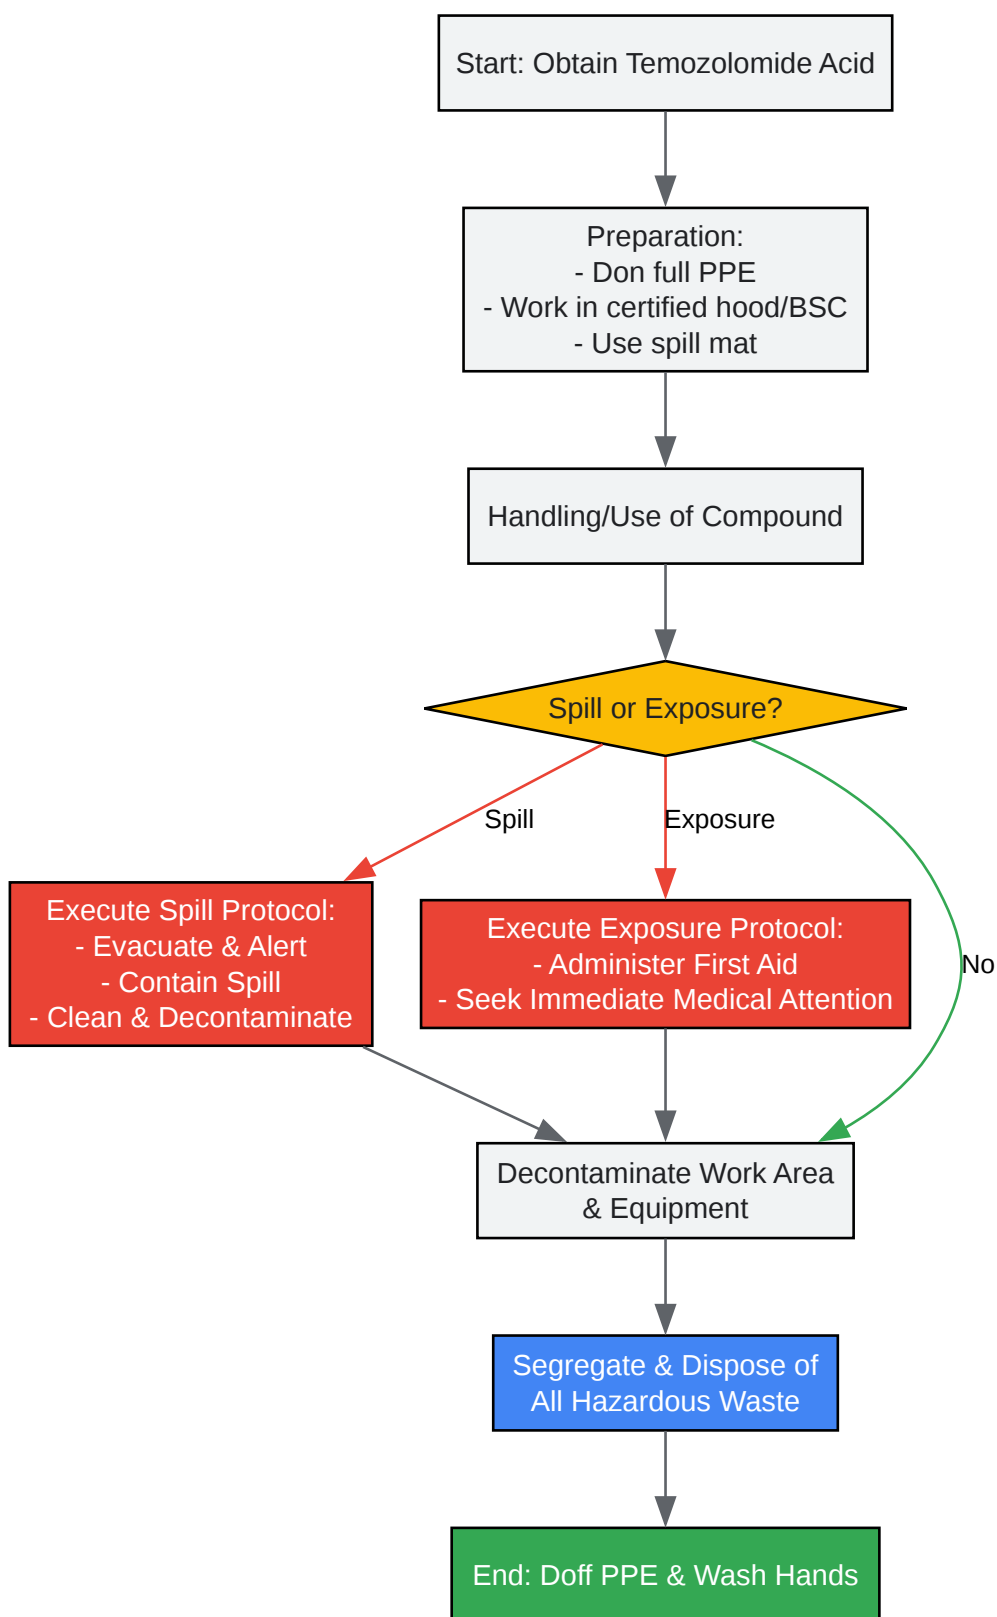 Start: Obtain Temozolomide Acid
Preparation:
- Don full PPE
- Work in certified hood/BSC
- Use spill mat
Handling/Use of Compound
Spill or Exposure?
Spill
Exposure
No
Execute Spill Protocol:
- Evacuate & Alert
- Contain Spill
- Clean & Decontaminate
Execute Exposure Protocol:
- Administer First Aid
- Seek Immediate Medical Attention
Decontaminate Work Area
& Equipment
Segregate & Dispose of
All Hazardous Waste
End: Doff PPE & Wash Hands